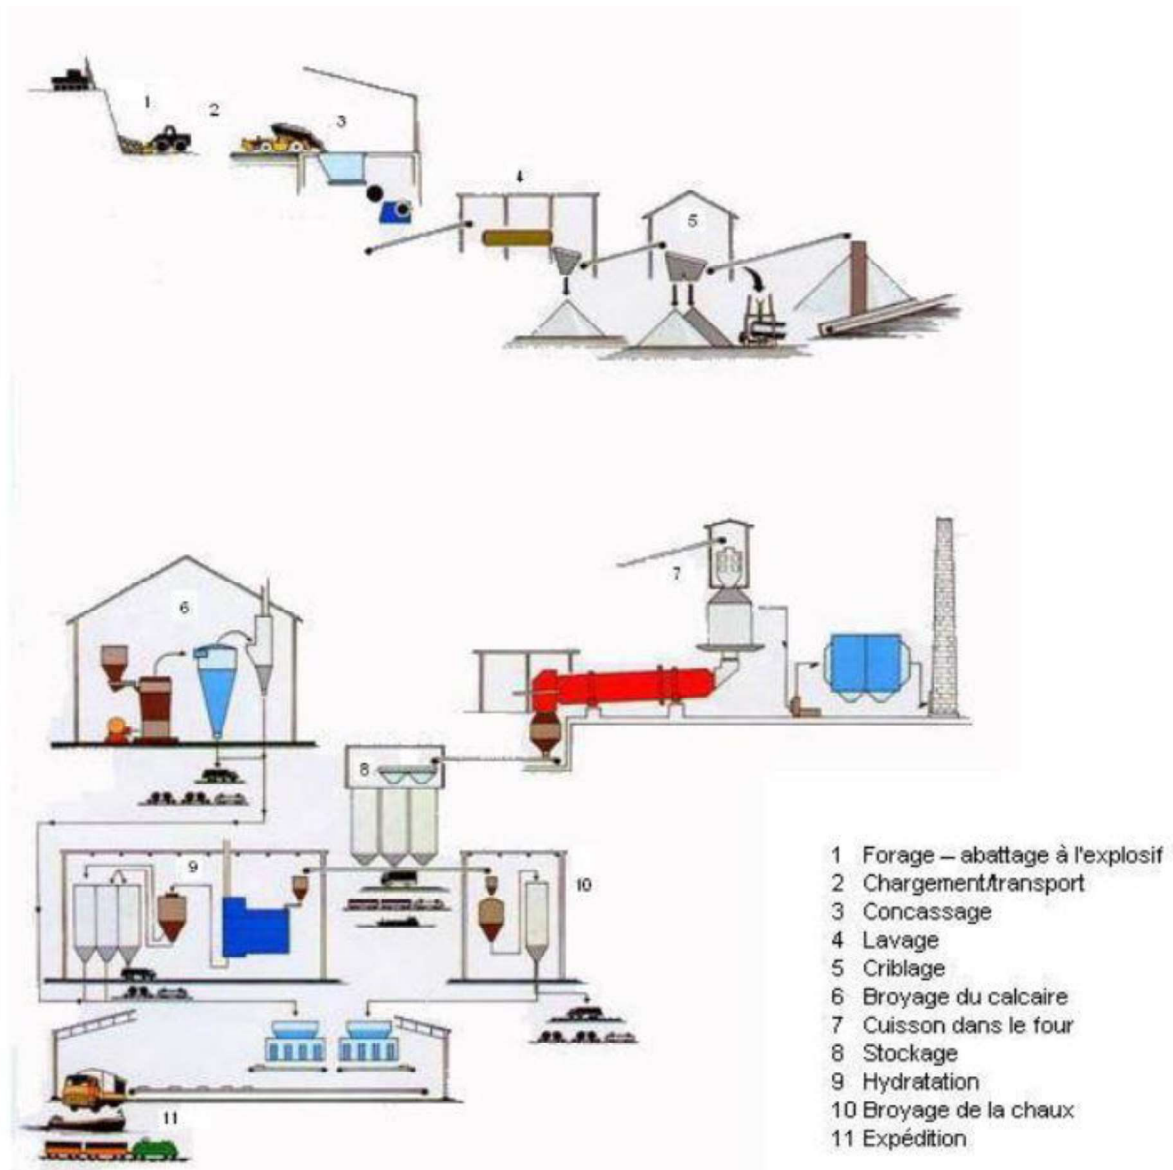 1
2
3
4
5
6
7
8
9
10
11
1 Forage – abattage à l'explosif
2 Chargement/transport
3 Concassage
4 Lavage
5 Criblage
6 Broyage du calcaire
7 Cuisson dans le four
8 Stockage
9 Hydratation
10 Broyage de la chaux
11 Expédition